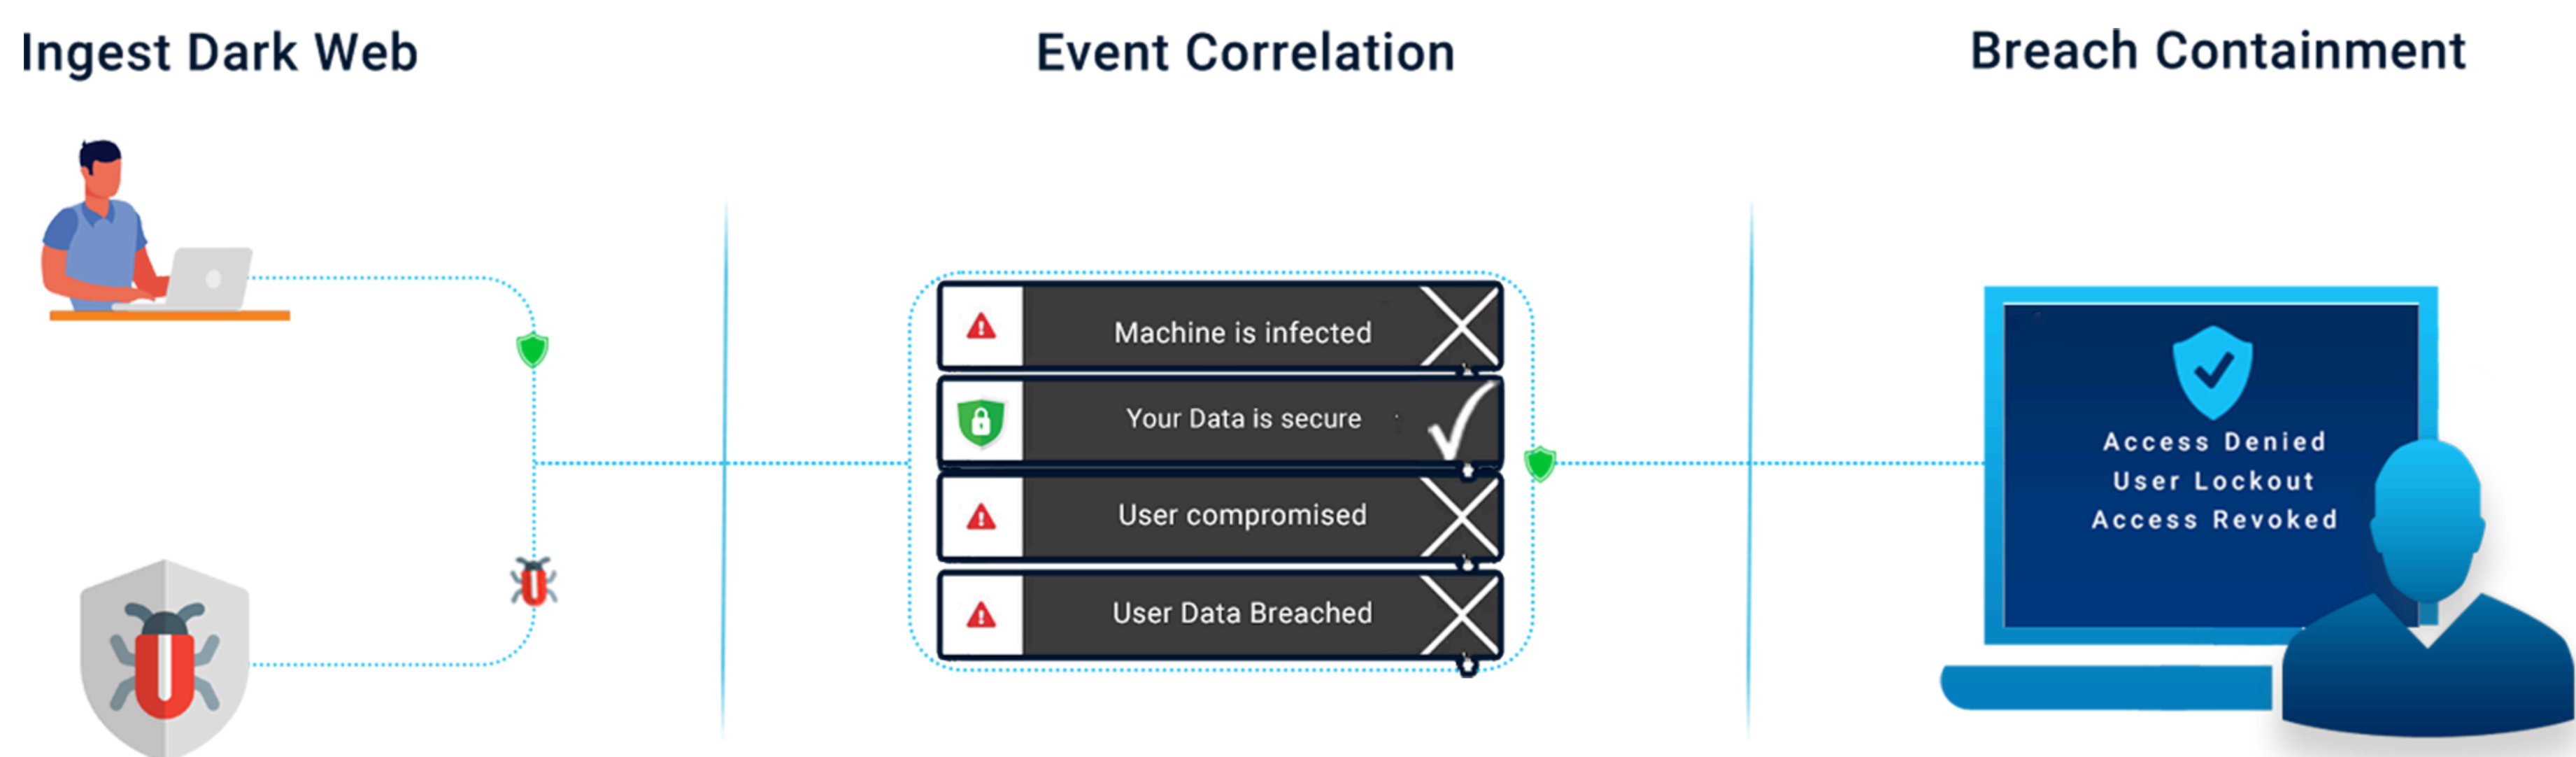 Ingest Dark Web
Event Correlation
Breach Containment
Machine is infected
Your Data is secure
User compromised
User Data Breached
Access Denied
User Lockout
Access Revoked